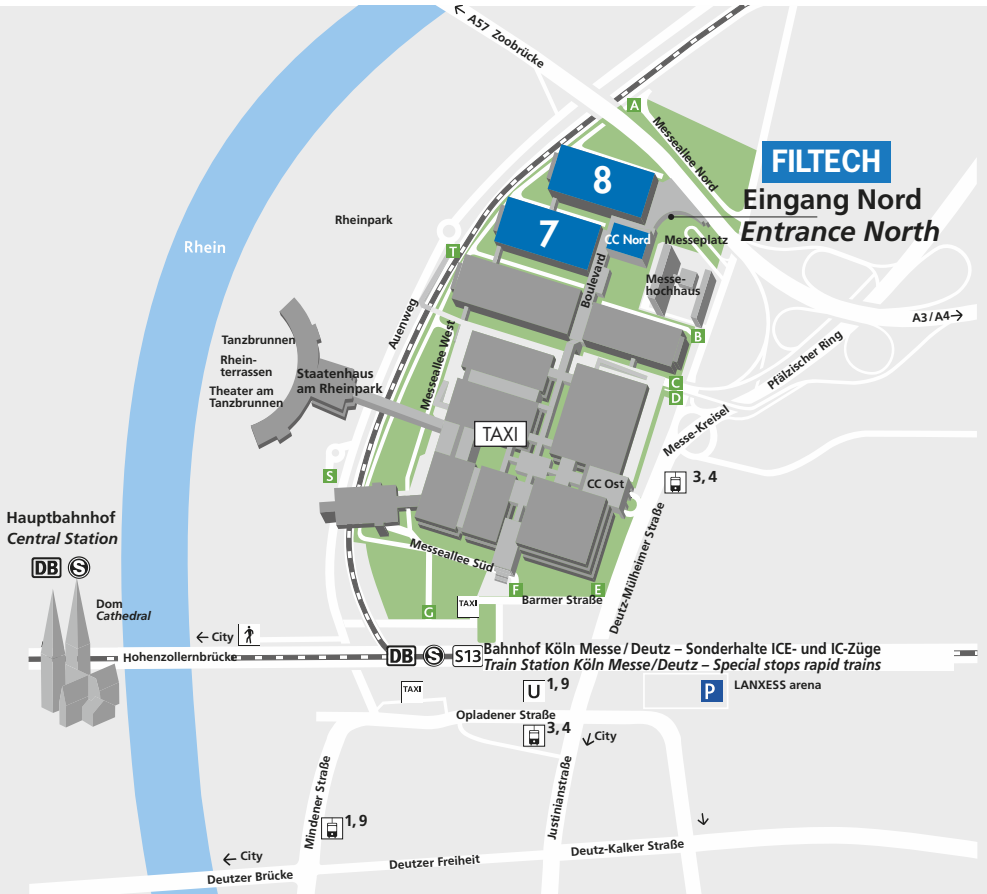 A57 Zoobrücke
A
Messeallee Nord
FILTECH
8
Eingang Nord
Entrance North
Rheinpark
7
CC Nord
Messeplatz
Rhein
T
Boulevard
Messe-
hochhaus
Auenweg
A3/A4
B
Pfälzischer Ring
Tanzbrunnen
Rhein-
terrassen
Theater am
Tanzbrunnen
Staatenhaus
am Rheinpark
Messeallee West
C
D
Messe-Kreisel
TAXI
S
CC Ost
3, 4
Hauptbahnhof
Central Station
DB S
Messeallee Süd
Deutz-Mülheimer Straße
F
E
Dom
Cathedral
G
TAXI
Barmer Straße
City
Hohenzollernbrücke
DB S S13
Bahnhof Köln Messe/Deutz – Sonderhalte ICE- und IC-Züge
Train Station Köln Messe/Deutz – Special stops rapid trains
TAXI
U 1, 9
P
LANXESS arena
Opladener Straße
3, 4
City
Mindener Straße
Justinianstraße
1, 9
City
Deutzer Brücke
Deutzer Freiheit
Deutz-Kalker Straße